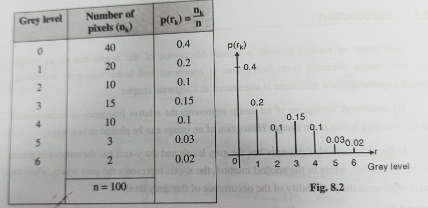 Grey level Number of pixels (nk) p(rk) = nk/n
0 40 0.4
1 20 0.2
2 10 0.1
3 15 0.15
4 10 0.1
5 3 0.03
6 2 0.02
n = 100
p(rk)
0.4
0.2
0.1
0.15
0.1
0.03 0.02
0 1 2 3 4 5 6 r
Grey level
Fig. 8.2